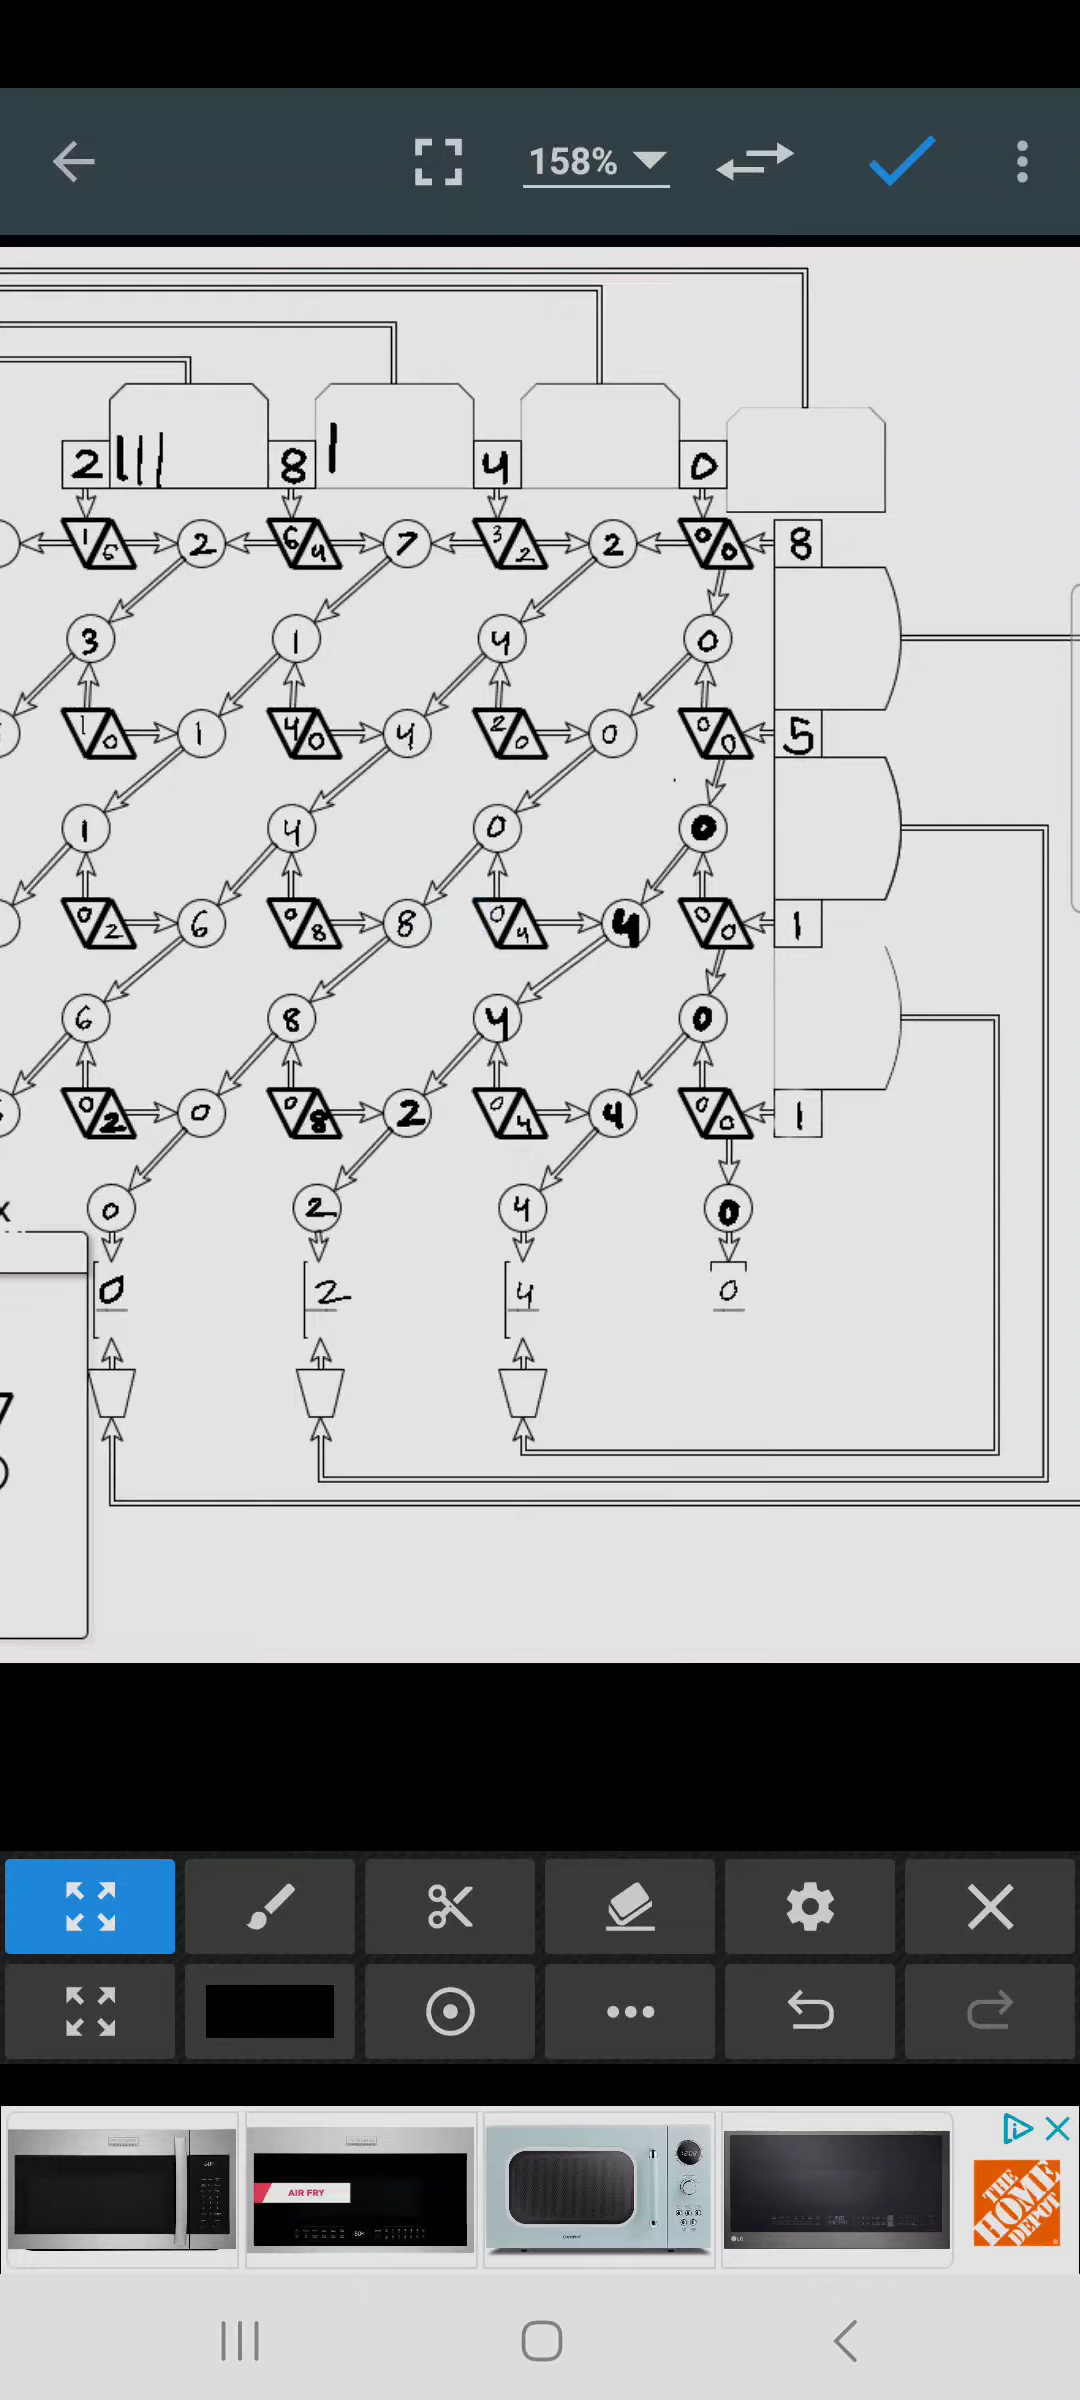 158%
2 ||| 8 | 4 0
1 6 2 6 4 7 3 2 2 0 0 8
3 1 4 0
1 0 1 4 0 4 2 0 0 0 0 5
1 4 0 0
0 2 6 0 8 8 0 4 4 0 0 1
6 8 4 0
0 2 0 0 8 2 0 4 4 0 0 1
x 0 2 4 0
0 2 4 0
7
AIR FRY
THE HOME DEPOT